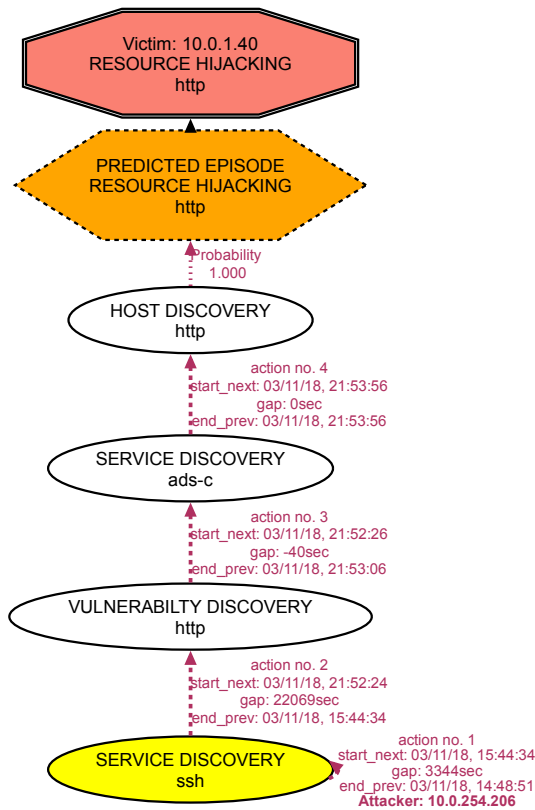 Victim: 10.0.1.40
RESOURCE HIJACKING
http
PREDICTED EPISODE
RESOURCE HIJACKING
http
Probability
1.000
HOST DISCOVERY
http
action no. 4
start_next: 03/11/18, 21:53:56
gap: 0sec
end_prev: 03/11/18, 21:53:56
SERVICE DISCOVERY
ads-c
action no. 3
start_next: 03/11/18, 21:52:26
gap: -40sec
end_prev: 03/11/18, 21:53:06
VULNERABILTY DISCOVERY
http
action no. 2
start_next: 03/11/18, 21:52:24
gap: 22069sec
end_prev: 03/11/18, 15:44:34
SERVICE DISCOVERY
ssh
action no. 1
start_next: 03/11/18, 15:44:34
gap: 3344sec
end_prev: 03/11/18, 14:48:51
Attacker: 10.0.254.206